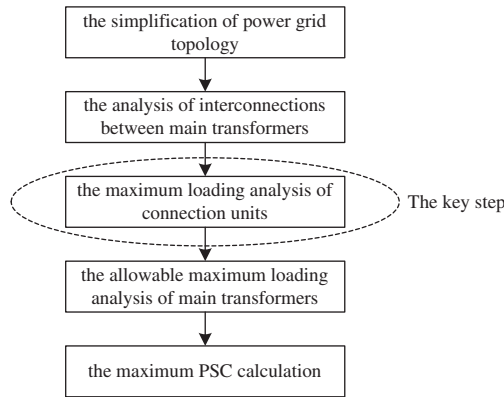 the simplification of power grid
topology
the analysis of interconnections
between main transformers
the maximum loading analysis of
connection units
The key step
the allowable maximum loading
analysis of main transformers
the maximum PSC calculation